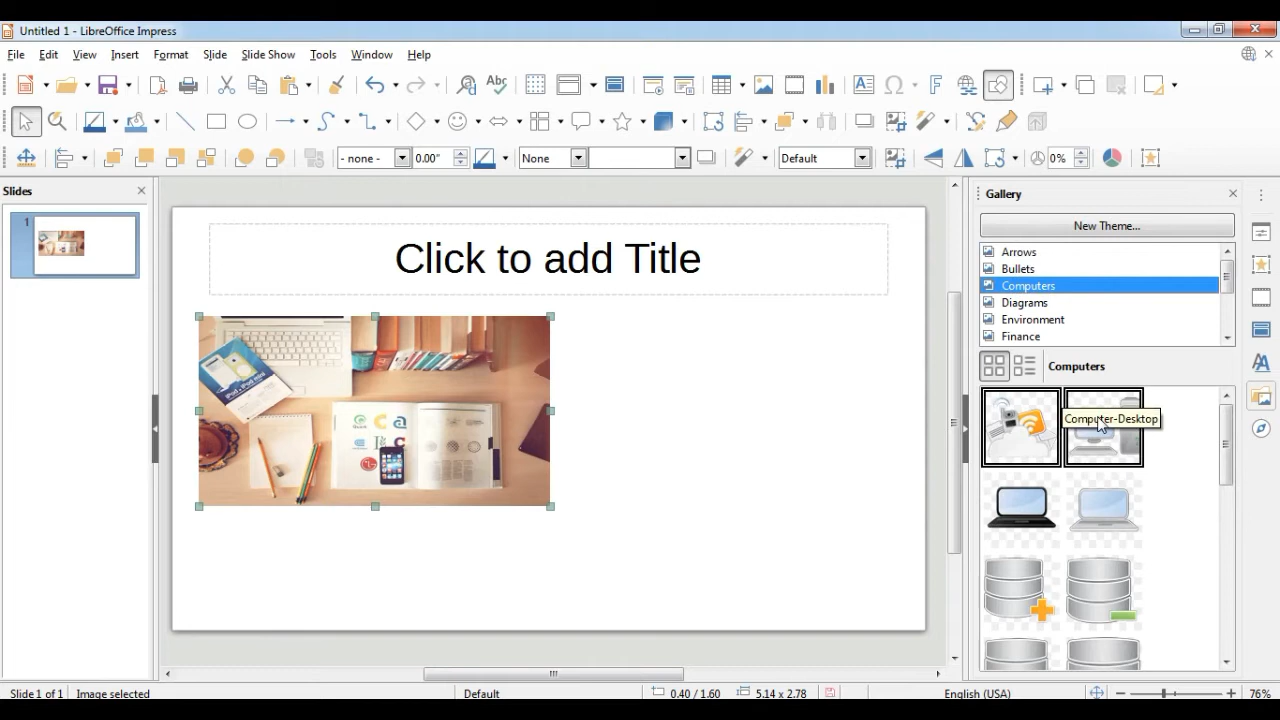 Untitled 1 - LibreOffice Impress
File Edit View Insert Format Slide Slide Show Tools Window Help
Abc
- none - 0.00" None Default 0%
Slides
1
Click to add Title
Gallery
New Theme...
Arrows
Bullets
Computers
Diagrams
Environment
Finance
Computers
Computer-Desktop
Slide 1 of 1 Image selected Default 0.40 / 1.60 5.14 x 2.78 English (USA) 76%